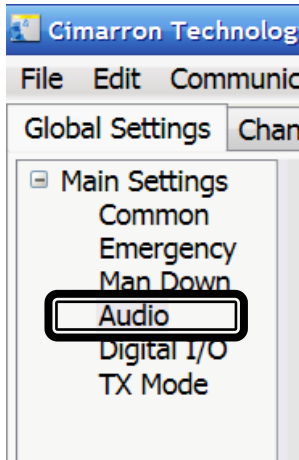 Cimarron Technolog
File Edit Communic
Global Settings Chan
Main Settings
Common
Emergency
Man Down
Audio
Digital I/O
TX Mode